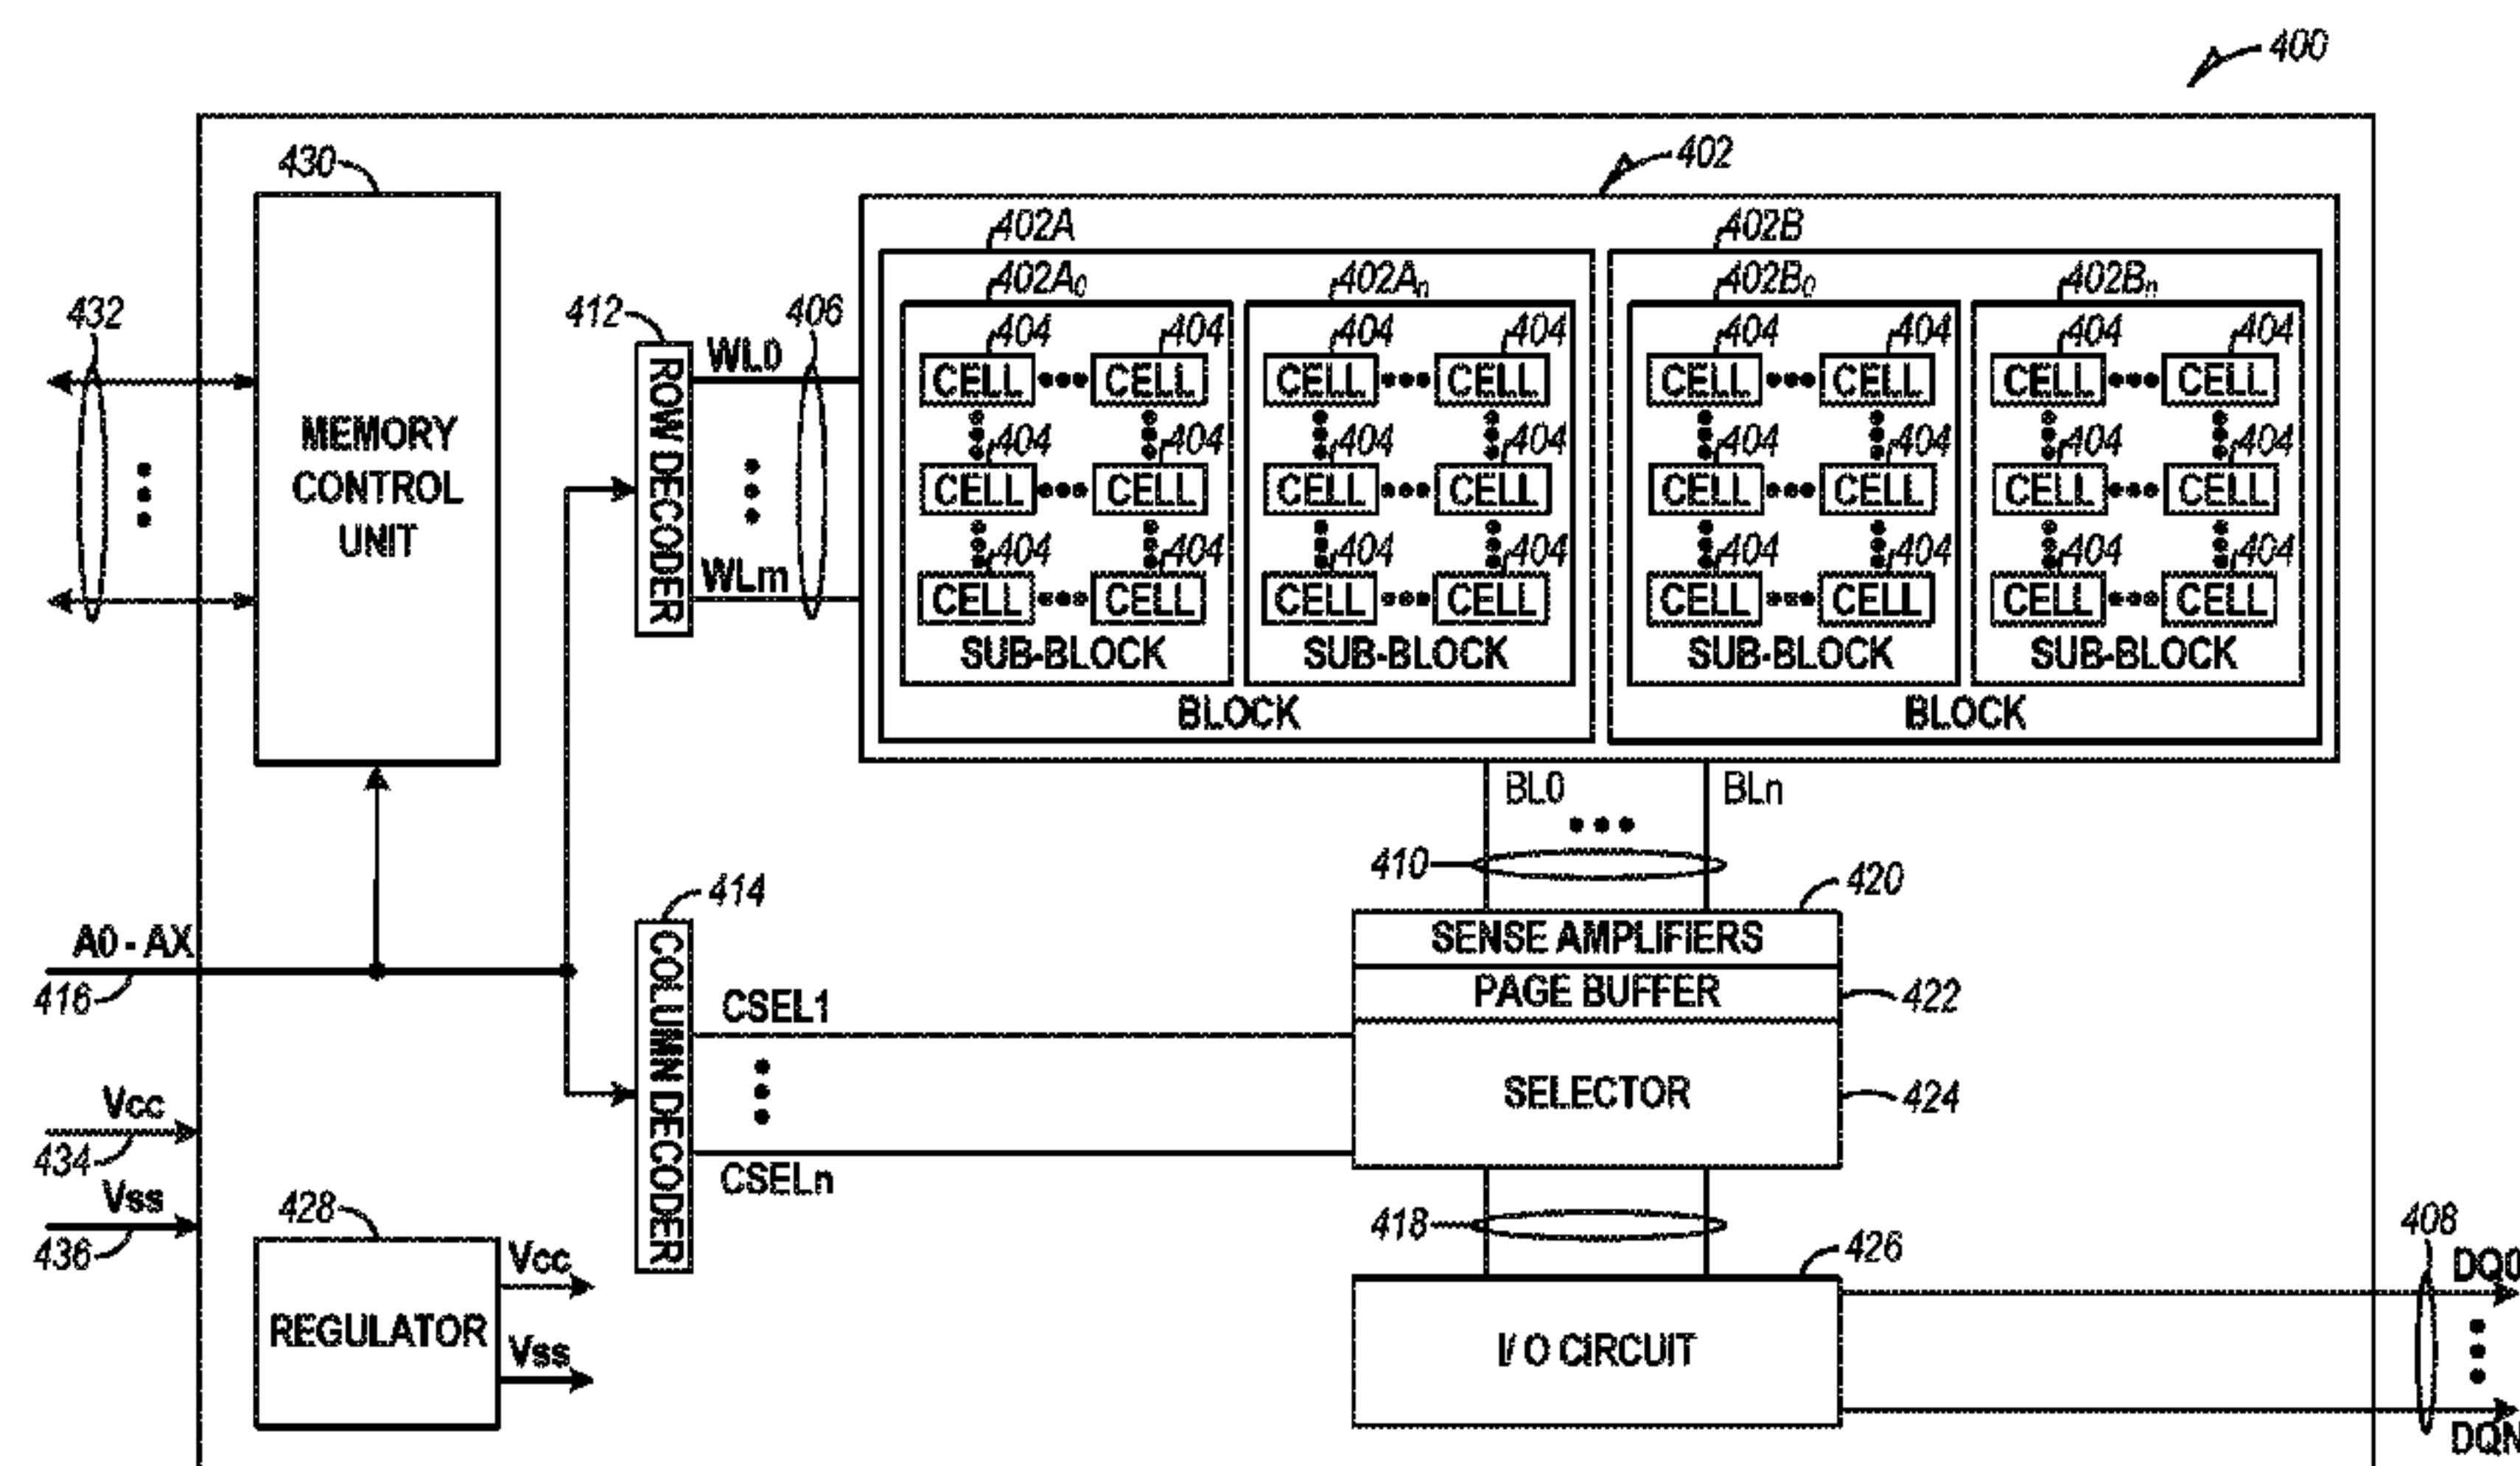 400
430
402
402A
402B
402A₀
402Aₙ
402B₀
402Bₙ
432
412
406
WL0
ROW DECODER
404 404 404 404 404 404 404 404
CELL CELL CELL CELL CELL CELL CELL CELL
MEMORY
CONTROL
UNIT
404 404 404 404 404 404 404 404
CELL CELL CELL CELL CELL CELL CELL CELL
WLm
404 404 404 404 404 404 404 404
CELL CELL CELL CELL CELL CELL CELL CELL
SUB-BLOCK SUB-BLOCK SUB-BLOCK SUB-BLOCK
BLOCK BLOCK
BL0 BLn
410
420
414
SENSE AMPLIFIERS
A0 - AX
416
COLUMN DECODER
CSEL1
PAGE BUFFER
422
SELECTOR
424
Vcc
434
CSELn
Vss
436
428
418
426
408
Vcc
REGULATOR
Vss
I/O CIRCUIT
DQ0
DQN